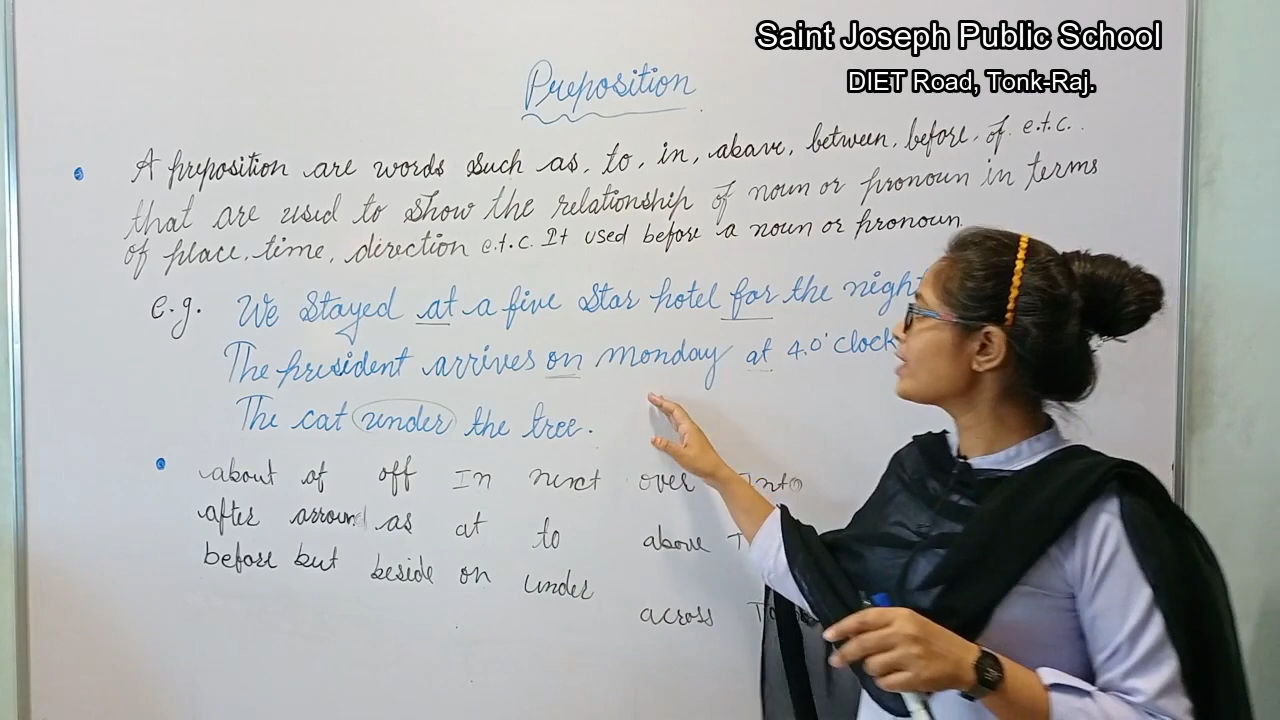 Saint Joseph Public School
DIET Road, Tonk-Raj.
Preposition
A preposition are words such as, to, in, abave, between, before, of e.t.c.
that are used to show the relationship of noun or pronoun in terms
of place, time, direction e.t.c. It used before a noun or pronoun
e.g. We stayed at a five star hotel for the night
The president arrives on monday at 4.0'clock
The cat under the tree.
about of off In next over Into
after arround as at to above
before but beside on under
across